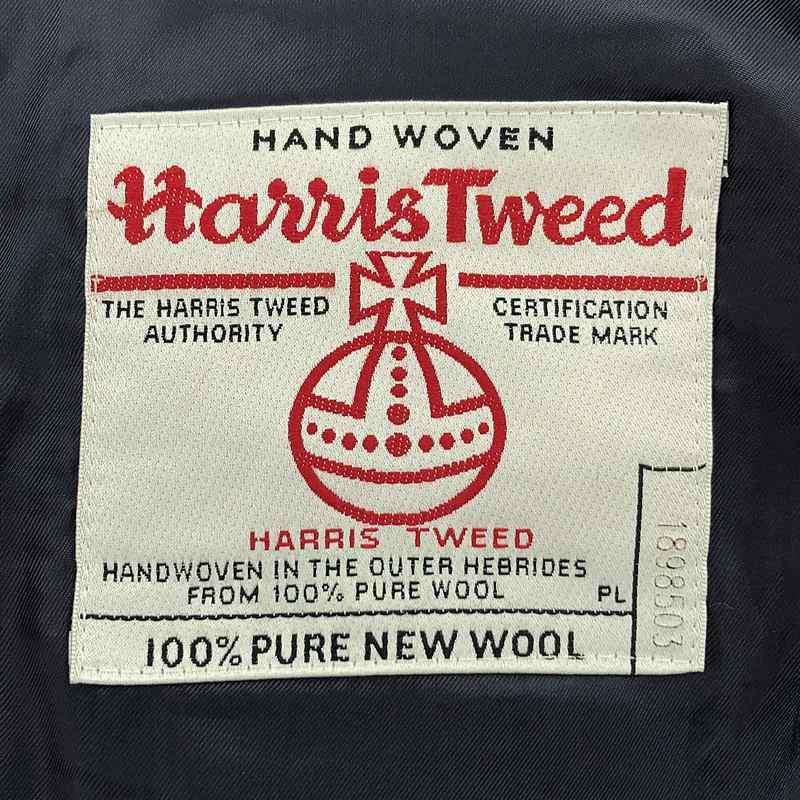 HAND WOVEN
Harris Tweed
THE HARRIS TWEED
AUTHORITY
CERTIFICATION
TRADE MARK
HARRIS TWEED
HANDWOVEN IN THE OUTER HEBRIDES
FROM 100% PURE WOOL
PL
1898503
100% PURE NEW WOOL